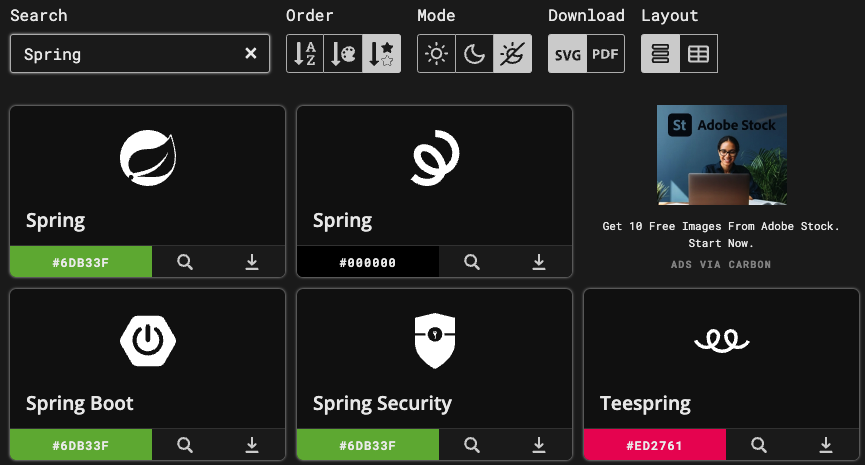 Search
Order
Mode
Download
Layout
Spring
A
Z
SVG
PDF
St Adobe Stock
Spring
Spring
Get 10 Free Images From Adobe Stock.
Start Now.
#6DB33F
#000000
ADS VIA CARBON
Spring Boot
Spring Security
Teespring
#6DB33F
#6DB33F
#ED2761